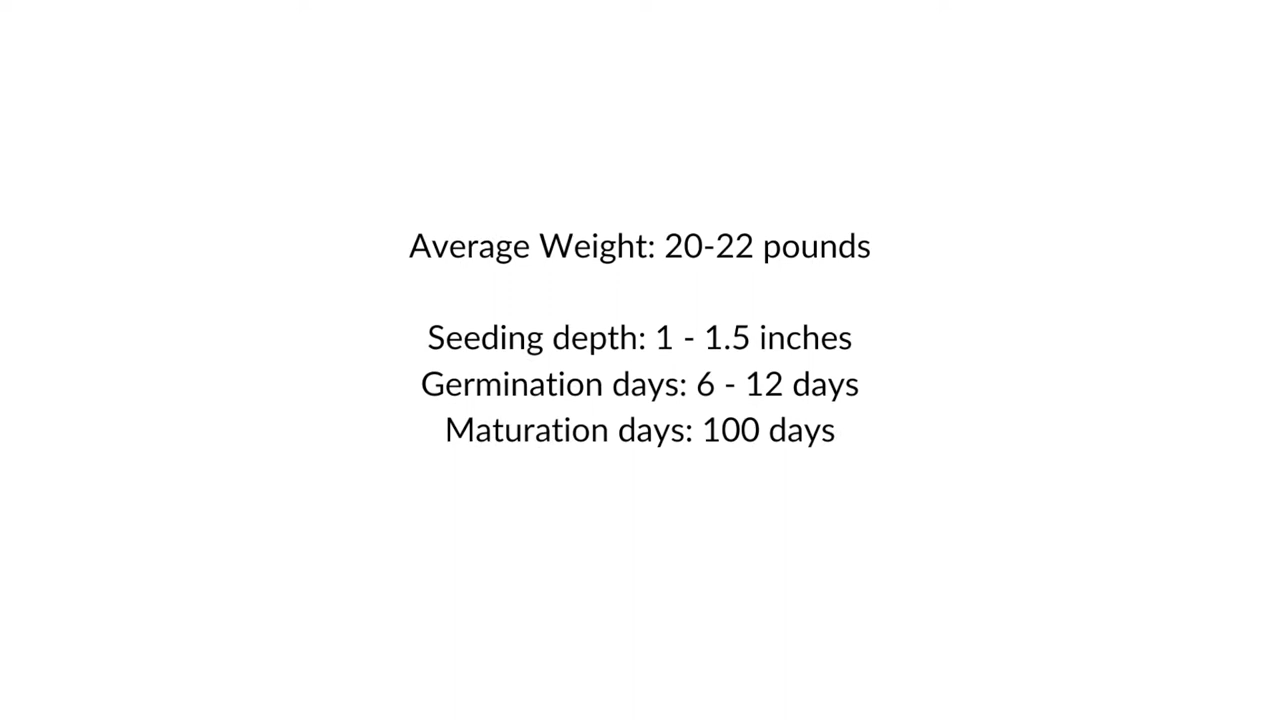 Average Weight: 20-22 pounds
Seeding depth: 1 - 1.5 inches
Germination days: 6 - 12 days
Maturation days: 100 days